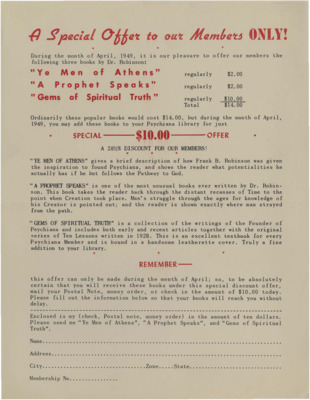 A Special Offer to our Members ONLY!
During the month of April, 1949, it is our pleasure to offer our members the
following three books by Dr. Robinson:
"Ye Men of Athens" regularly $2.00
"A Prophet Speaks" regularly $2.00
"Gems of Spiritual Truth" regularly $10.00
Total $14.00
Ordinarily these popular books would cost $14.00, but during the month of April,
1949, you may add these books to your Psychiana library for just
* SPECIAL — $10.00 — OFFER *
A DISCOUNT FOR OUR MEMBERS!
"YE MEN OF ATHENS" gives a brief description of how Frank B. Robinson was given
the inspiration to found Psychiana, and shows the reader what potentialities he
actually has if he but follows the Pathway to God.
"A PROPHET SPEAKS" is one of the most unusual books ever written by Dr. Robin-
son. This book takes the reader back through the distant recesses of Time to the
point when Creation took place. Man's struggle through the ages for knowledge of
his Creator is pointed out, and the reader is shown exactly where man strayed
from the path.
"GEMS OF SPIRITUAL TRUTH" is a collection of the writings of the Founder of
Psychiana and includes both early and recent articles together with the original
series of Ten Lessons written in 1928. This is an excellent textbook for every
Psychiana Member and is bound in a handsome leatherette cover. Truly a fine
addition to your library.
REMEMBER—
this offer can only be made during the month of April; so, to be absolutely
certain that you will receive these books under this special discount offer,
mail your Postal Note, money order, or check in the amount of $10.00 today.
Please fill out the information below so that your books will reach you without
delay.
Enclosed is my (check, Postal note, money order) in the amount of ten dollars.
Please send me "Ye Men of Athens", "A Prophet Speaks", and "Gems of Spiritual
Truth".
Name
Address
City Zone State
Membership No.